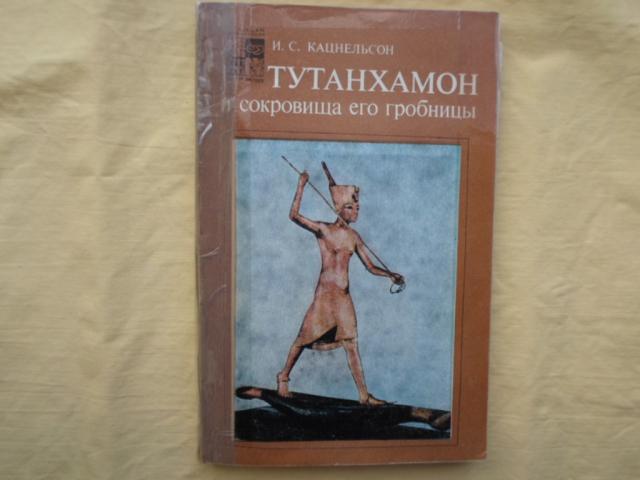 И. С. КАЦНЕЛЬСОН
ТУТАНХАМОН
и сокровища его гробницы